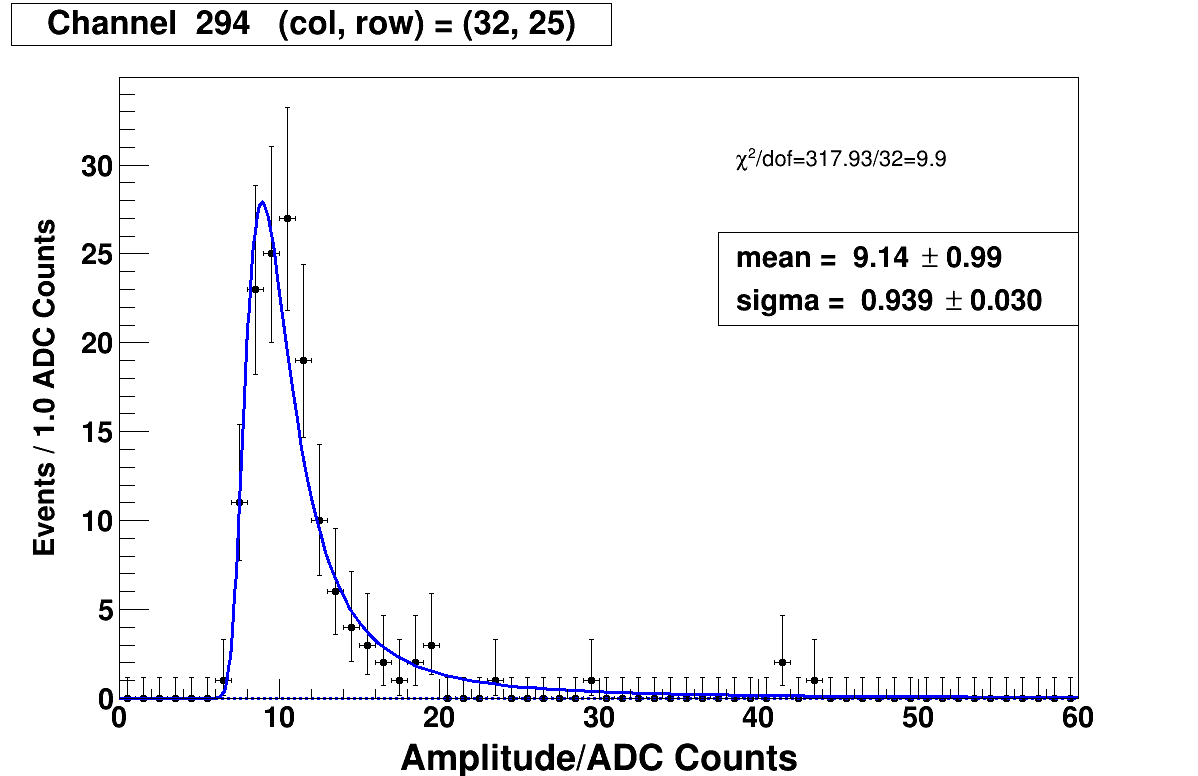 Channel 294 (col, row) = (32, 25)
χ²/dof=317.93/32=9.9
mean = 9.14 ± 0.99
sigma = 0.939 ± 0.030
Events / 1.0 ADC Counts
30
25
20
15
10
5
0
0 10 20 30 40 50 60
Amplitude/ADC Counts